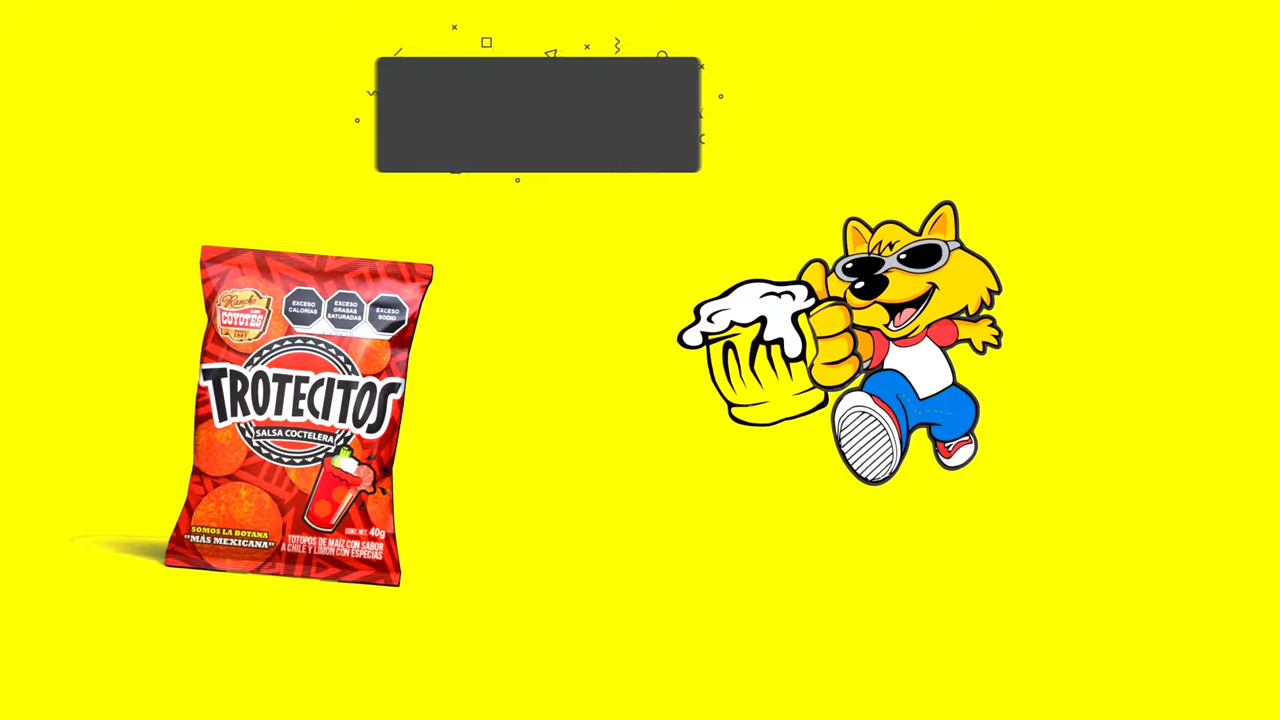 Rancho
COYOTES
EXCESO
CALORÍAS
EXCESO
GRASAS
SATURADAS
EXCESO
SODIO
TROTECITOS
SALSA COCTELERA
CONT. NET. 40g
SOMOS LA BOTANA
"MÁS MEXICANA"
TOTOPOS DE MAÍZ CON SABOR
A CHILE Y LIMÓN CON ESPECIAS